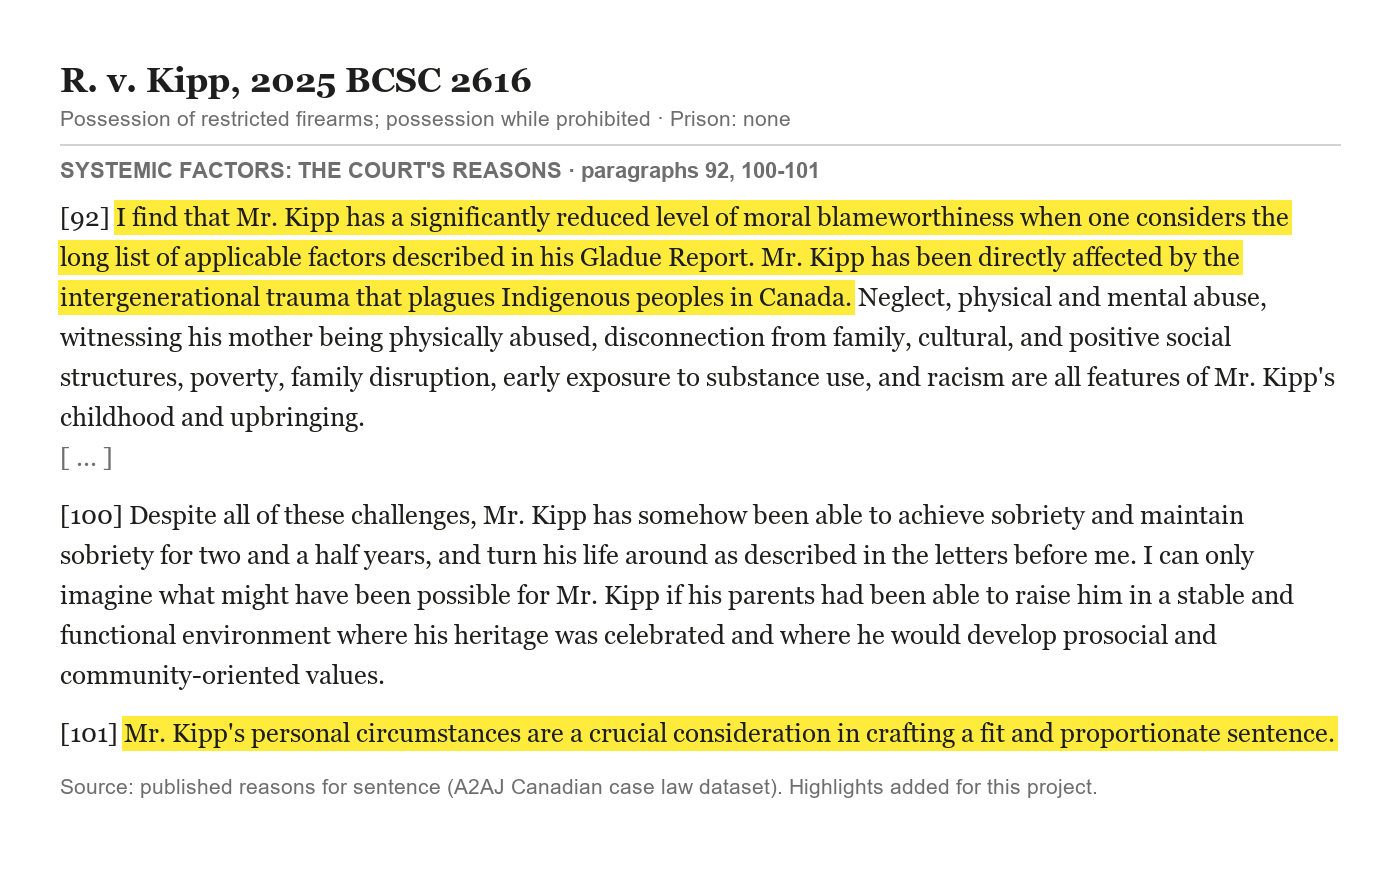 R. v. Kipp, 2025 BCSC 2616
Possession of restricted firearms; possession while prohibited · Prison: none
SYSTEMIC FACTORS: THE COURT'S REASONS · paragraphs 92, 100-101
[92] I find that Mr. Kipp has a significantly reduced level of moral blameworthiness when one considers the
long list of applicable factors described in his Gladue Report. Mr. Kipp has been directly affected by the
intergenerational trauma that plagues Indigenous peoples in Canada. Neglect, physical and mental abuse,
witnessing his mother being physically abused, disconnection from family, cultural, and positive social
structures, poverty, family disruption, early exposure to substance use, and racism are all features of Mr. Kipp's
childhood and upbringing.
[ ... ]
[100] Despite all of these challenges, Mr. Kipp has somehow been able to achieve sobriety and maintain
sobriety for two and a half years, and turn his life around as described in the letters before me. I can only
imagine what might have been possible for Mr. Kipp if his parents had been able to raise him in a stable and
functional environment where his heritage was celebrated and where he would develop prosocial and
community-oriented values.
[101] Mr. Kipp's personal circumstances are a crucial consideration in crafting a fit and proportionate sentence.
Source: published reasons for sentence (A2AJ Canadian case law dataset). Highlights added for this project.